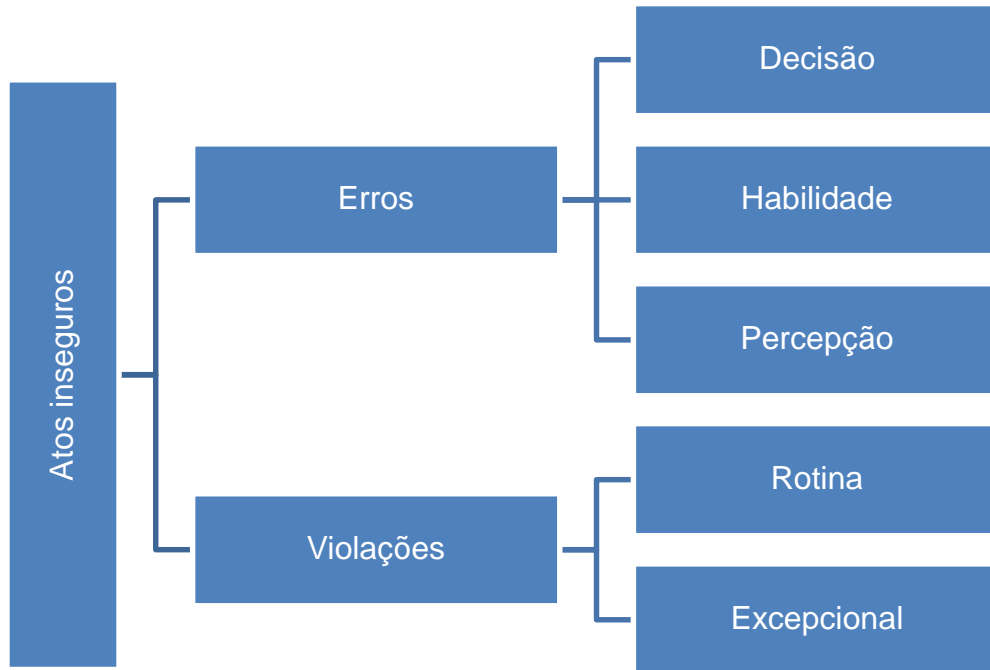 Atos inseguros
Erros
Decisão
Habilidade
Percepção
Violações
Rotina
Excepcional